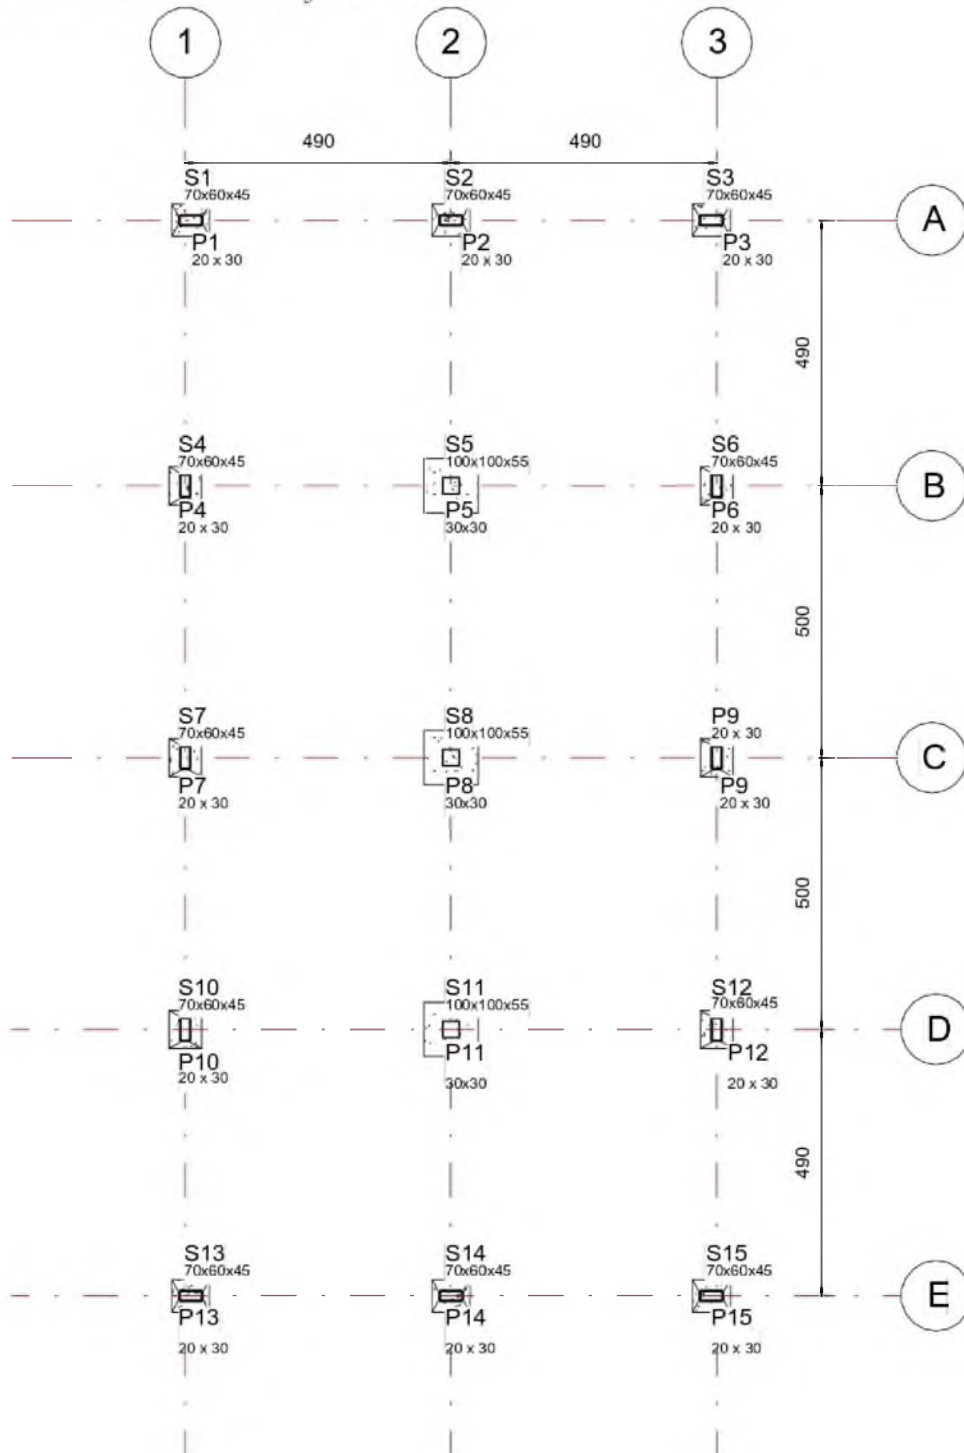 1 2 3
490 490
S1 S2 S3
70x60x45 70x60x45 70x60x45
A
P1 P2 P3
20 x 30 20 x 30 20 x 30
490
S4 S5 S6
70x60x45 100x100x55 70x60x45
B
P4 P5 P6
20 x 30 30x30 20 x 30
500
S7 S8 P9
70x60x45 100x100x55 20 x 30
C
P7 P8 P9
20 x 30 30x30 20 x 30
500
S10 S11 S12
70x60x45 100x100x55 70x60x45
D
P10 P11 P12
20 x 30 30x30 20 x 30
490
S13 S14 S15
70x60x45 70x60x45 70x60x45
E
P13 P14 P15
20 x 30 20 x 30 20 x 30